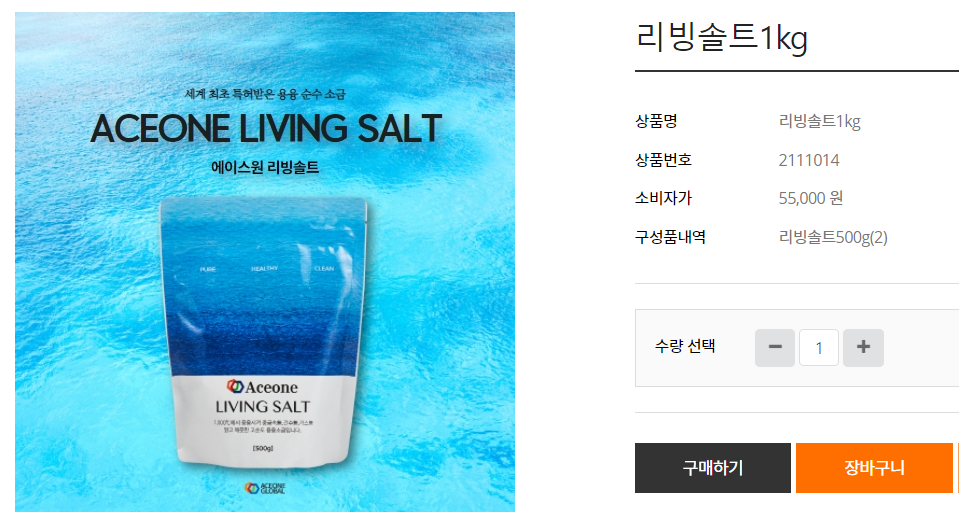 세계 최초 특허받은 용융 순수 소금
ACEONE LIVING SALT
에이스원 리빙솔트
PURE HEALTHY CLEAN
Aceone
LIVING SALT
[500g]
ACEONE
GLOBAL
리빙솔트1kg
상품명 리빙솔트1kg
상품번호 2111014
소비자가 55,000 원
구성품내역 리빙솔트500g(2)
수량 선택 − 1 +
구매하기 장바구니